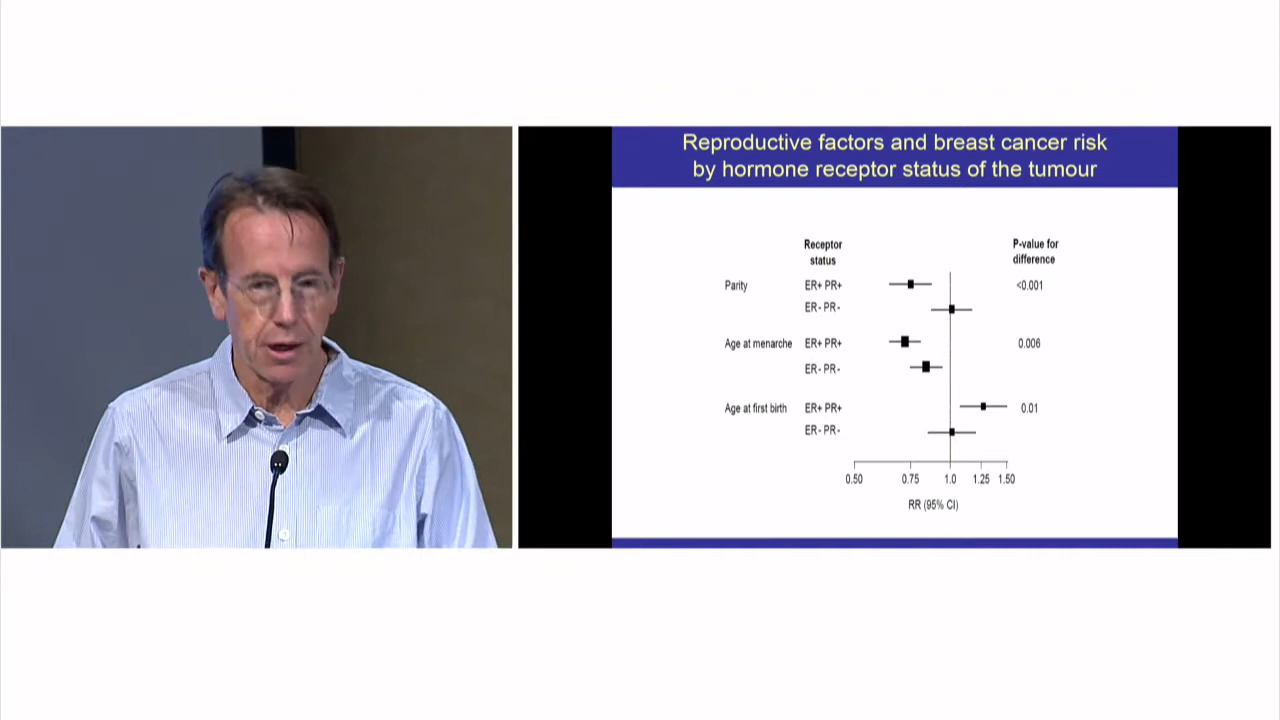 Reproductive factors and breast cancer risk
by hormone receptor status of the tumour
Receptor status
P-value for difference
Parity ER+ PR+ <0.001
ER- PR-
Age at menarche ER+ PR+ 0.006
ER- PR-
Age at first birth ER+ PR+ 0.01
ER- PR-
0.50 0.75 1.0 1.25 1.50
RR (95% CI)